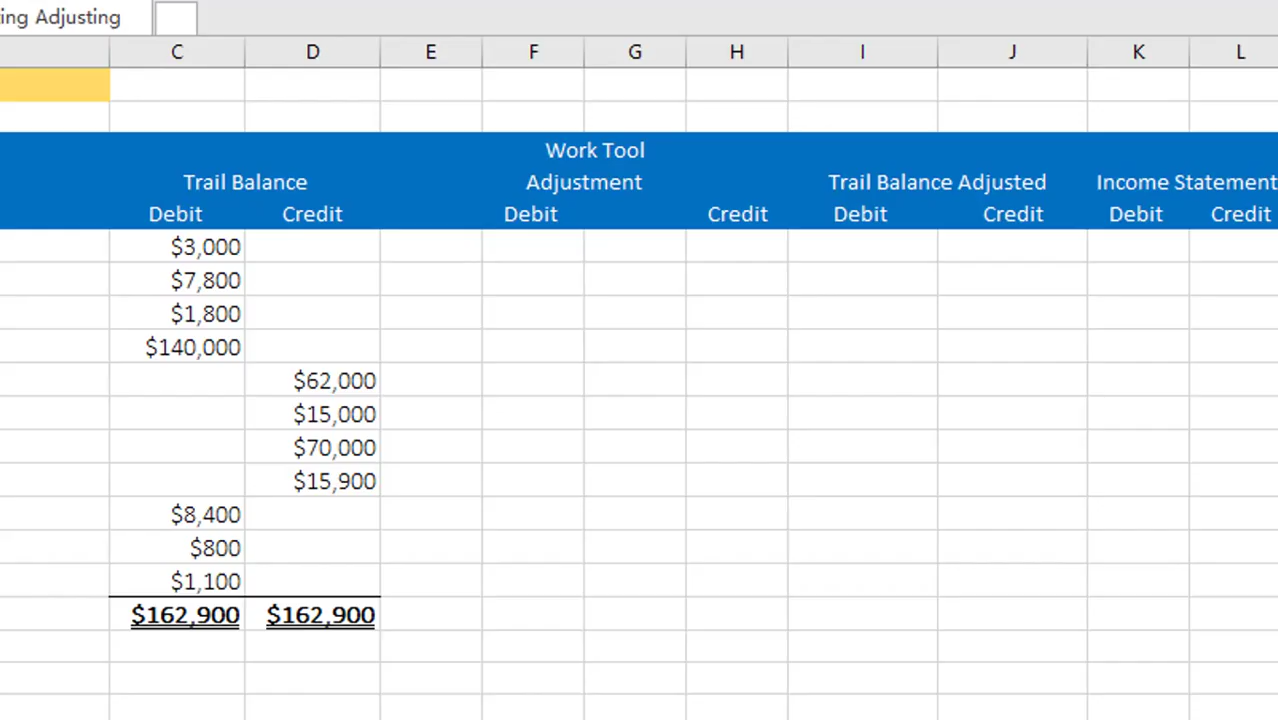 ing Adjusting
C D E F G H I J K L
Work Tool
Trail Balance Adjustment Trail Balance Adjusted Income Statement
Debit Credit Debit Credit Debit Credit Debit Credit
$3,000
$7,800
$1,800
$140,000
$62,000
$15,000
$70,000
$15,900
$8,400
$800
$1,100
$162,900 $162,900